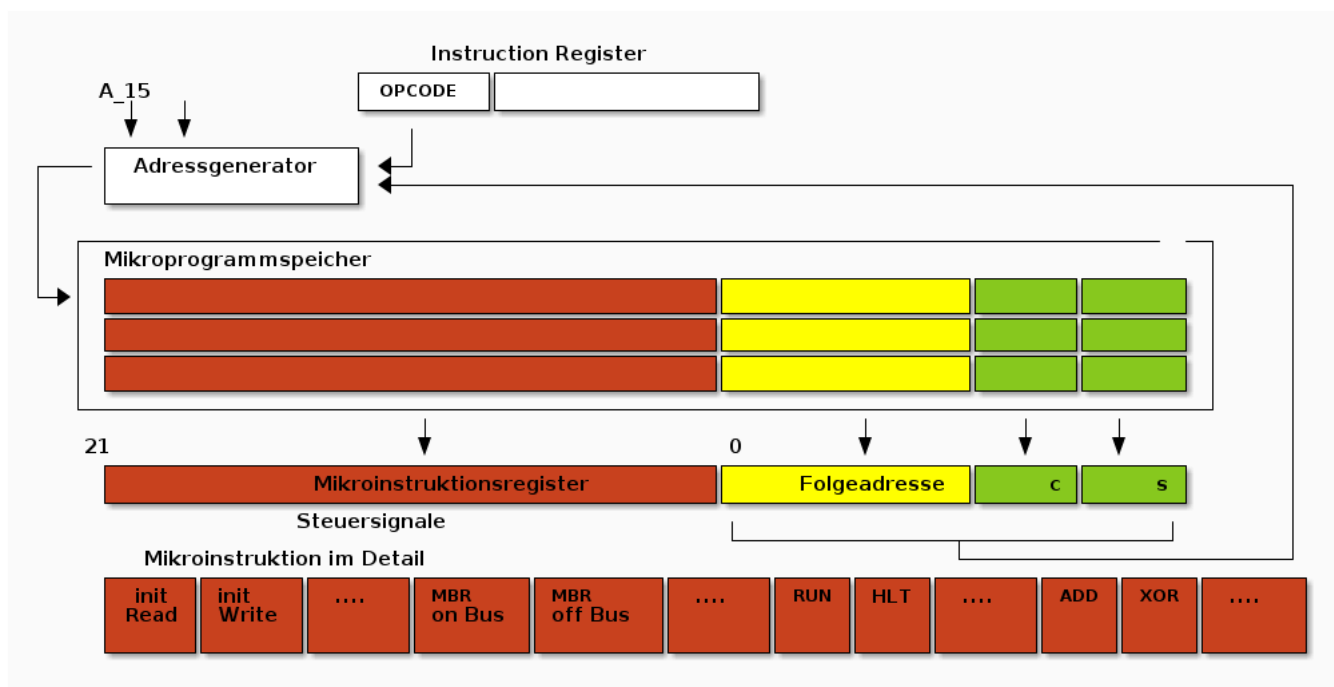 Instruction Register
A_15
OPCODE
Adressgenerator
Mikroprogrammspeicher
21
0
Mikroinstruktionsregister
Folgeadresse
c
s
Steuersignale
Mikroinstruktion im Detail
init
Read
init
Write
....
MBR
on Bus
MBR
off Bus
....
RUN
HLT
....
ADD
XOR
....